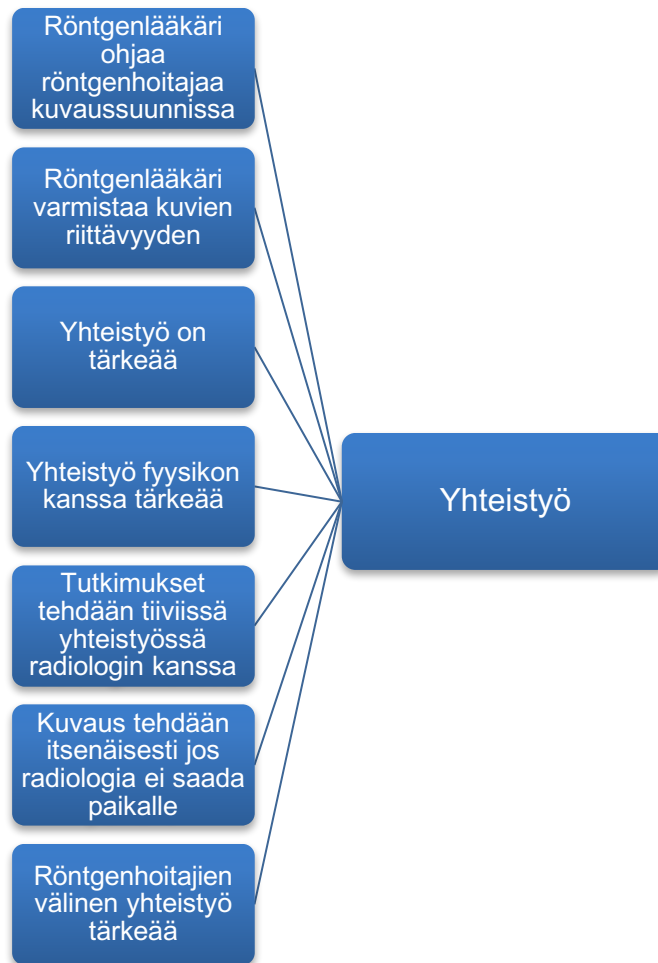 Röntgenlääkäri
ohjaa
röntgenhoitajaa
kuvaussuunnissa
Röntgenlääkäri
varmistaa kuvien
riittävyyden
Yhteistyö on
tärkeää
Yhteistyö fyysikon
kanssa tärkeää
Tutkimukset
tehdään tiiviissä
yhteistyössä
radiologin kanssa
Kuvaus tehdään
itsenäisesti jos
radiologia ei saada
paikalle
Röntgenhoitajien
välinen yhteistyö
tärkeää
Yhteistyö